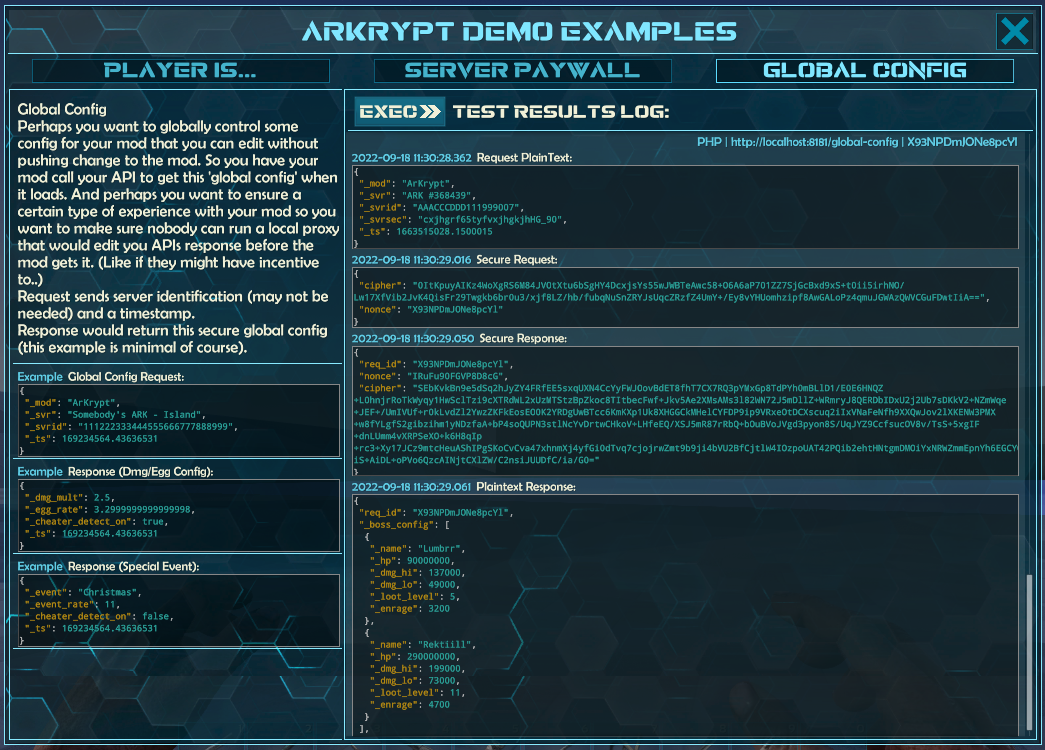 ARKRYPT DEMO EXAMPLES
PLAYER IS...
SERVER PAYWALL
GLOBAL CONFIG
Global Config
Perhaps you want to globally control some
config for your mod that you can edit without
pushing change to the mod. So you have your
mod call your API to get this 'global config' when
it loads. And perhaps you want to ensure a
certain type of experience with your mod so you
want to make sure nobody can run a local proxy
that would edit you APIs response before the
mod gets it. (Like if they might have incentive
to..)
Request sends server identification (may not be
needed) and a timestamp.
Response would return this secure global config
(this example is minimal of course).
Example Global Config Request:
{
"_mod": "ArKrypt",
"_svr": "Somebody's ARK - Island",
"_svrid": "111222333444555666777888999",
"_ts": 169234564.43636531
}
Example Response (Dmg/Egg Config):
{
"_dmg_mult": 2.5,
"_egg_rate": 3.2999999999999998,
"_cheater_detect_on": true,
"_ts": 169234564.43636531
}
Example Response (Special Event):
{
"_event": "Christmas",
"_event_rate": 11,
"_cheater_detect_on": false,
"_ts": 169234564.43636531
}
EXEC>> TEST RESULTS LOG:
PHP | http://localhost:8181/global-config | X93NPDmJONe8pcYl
2022-09-18 11:30:28.362 Request PlainText:
{
"_mod": "ArKrypt",
"_svr": "ARK #368439",
"_svrid": "AAACCCDDD111999007",
"_svrsec": "cxjhgrf65tyfvxjhgkjhHG_90",
"_ts": 1663515028.1500015
}
2022-09-18 11:30:29.016 Secure Request:
{
"cipher":
"nonce": "X93NPDmJONe8pcYl"
}
2022-09-18 11:30:29.050 Secure Response:
{
"req_id": "X93NPDmJONe8pcYl",
"nonce": "IRuFu9OFGVP8D8cG",
"cipher":
2022-09-18 11:30:29.061 Plaintext Response:
{
"req_id": "X93NPDmJONe8pcYl",
"_boss_config": [
{
"_name": "Lumbrr",
"_hp": 90000000,
"_dmg_hi": 137000,
"_dmg_lo": 49000,
"_loot_level": 5,
"_enrage": 3200
},
{
"_name": "Rektiill",
"_hp": 290000000,
"_dmg_hi": 199000,
"_dmg_lo": 73000,
"_loot_level": 11,
"_enrage": 4700
}
],